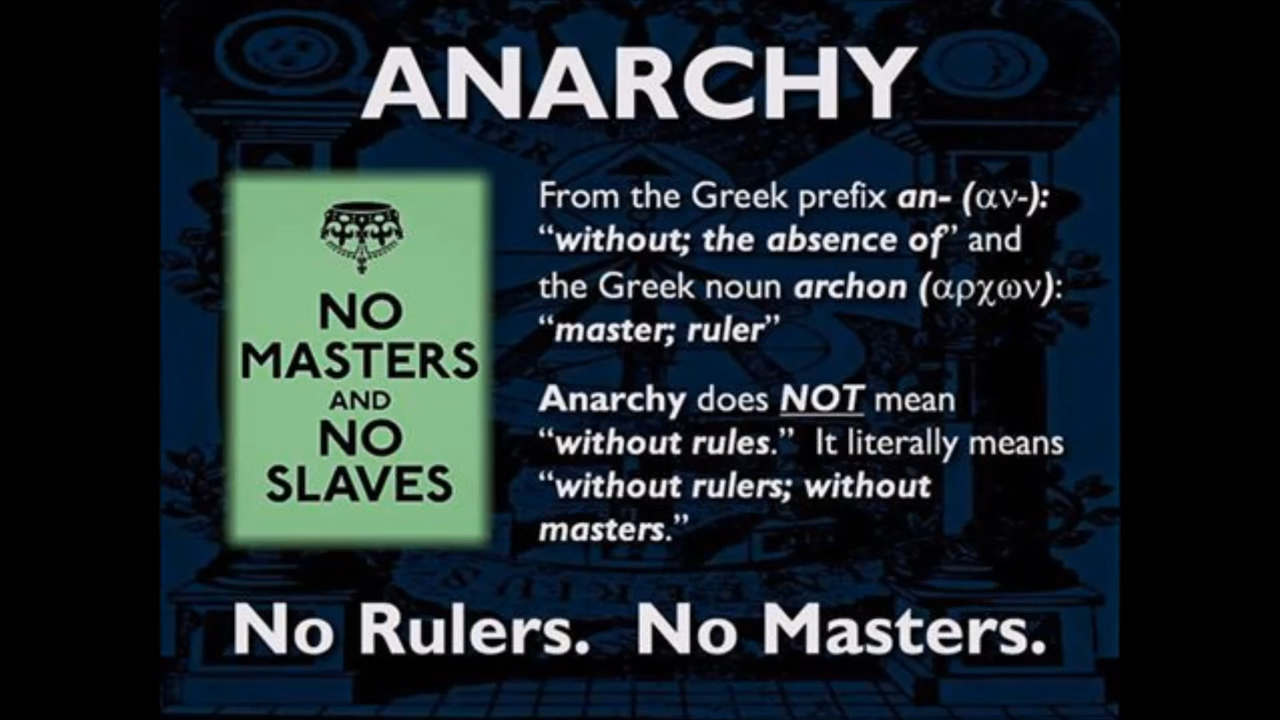 ANARCHY
NO
MASTERS
AND
NO
SLAVES
From the Greek prefix an- (αν-):
“without; the absence of” and
the Greek noun archon (αρχων):
“master; ruler”
Anarchy does NOT mean
“without rules.” It literally means
“without rulers; without
masters.”
No Rulers. No Masters.